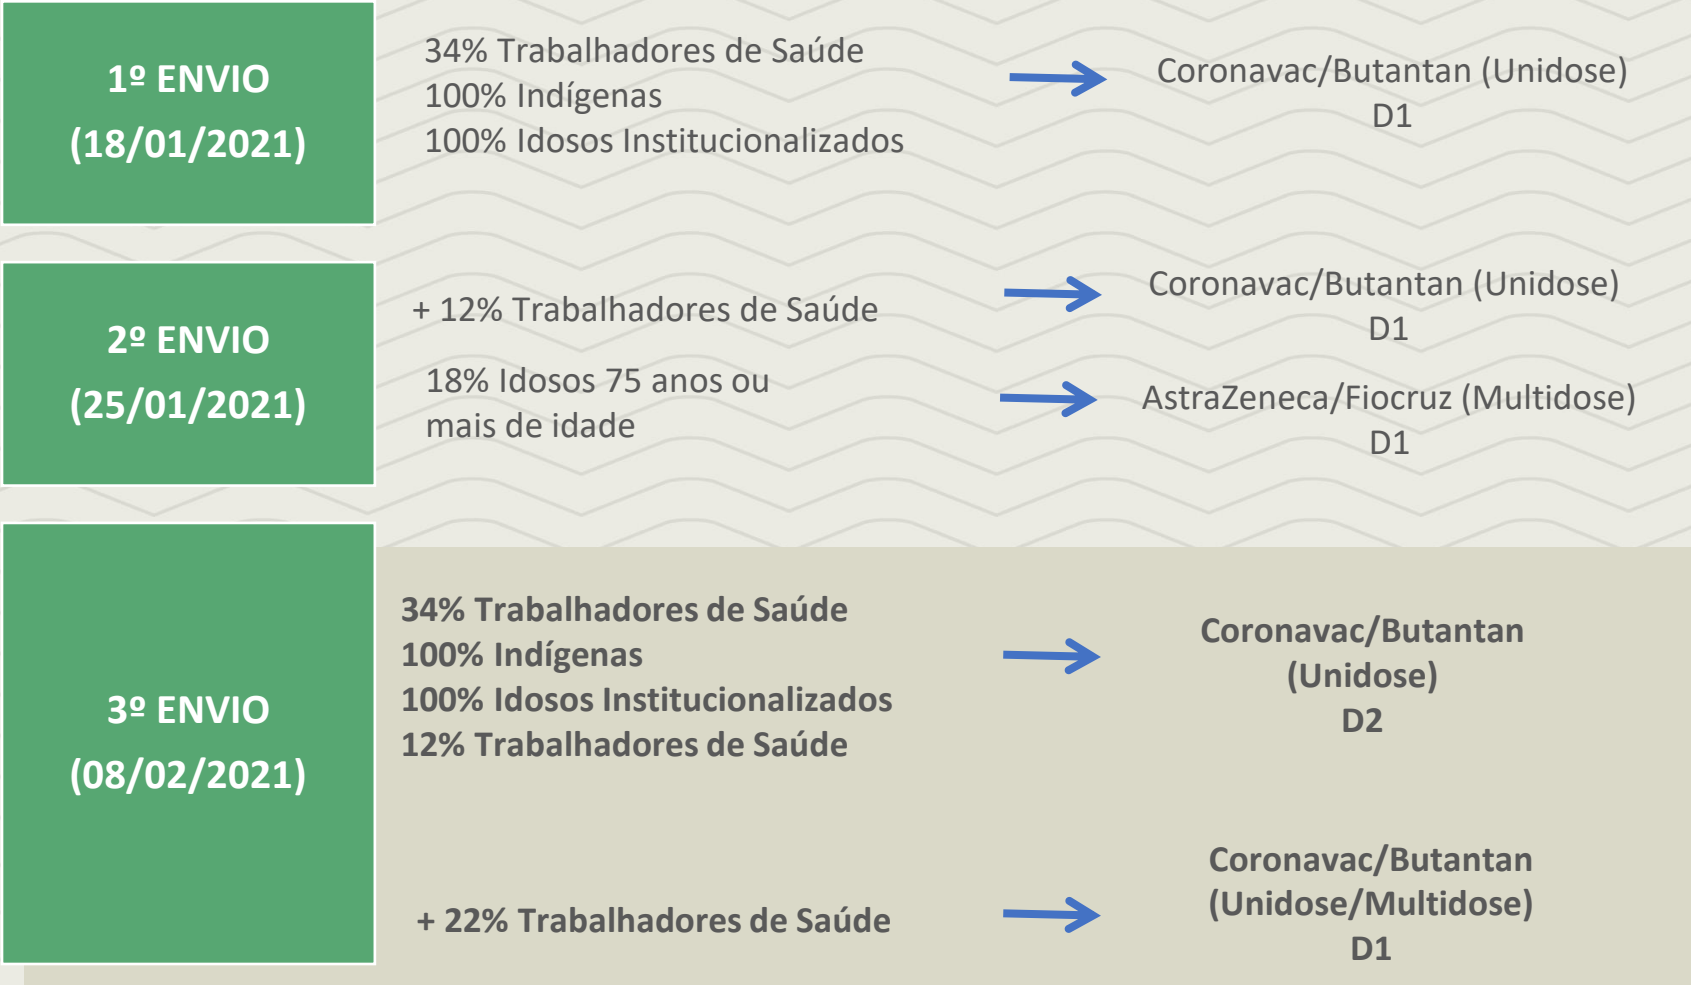 1º ENVIO
(18/01/2021)
34% Trabalhadores de Saúde
100% Indígenas
100% Idosos Institucionalizados
Coronavac/Butantan (Unidose)
D1
2º ENVIO
(25/01/2021)
+ 12% Trabalhadores de Saúde
Coronavac/Butantan (Unidose)
D1
18% Idosos 75 anos ou
mais de idade
AstraZeneca/Fiocruz (Multidose)
D1
3º ENVIO
(08/02/2021)
34% Trabalhadores de Saúde
100% Indígenas
100% Idosos Institucionalizados
12% Trabalhadores de Saúde
Coronavac/Butantan
(Unidose)
D2
+ 22% Trabalhadores de Saúde
Coronavac/Butantan
(Unidose/Multidose)
D1